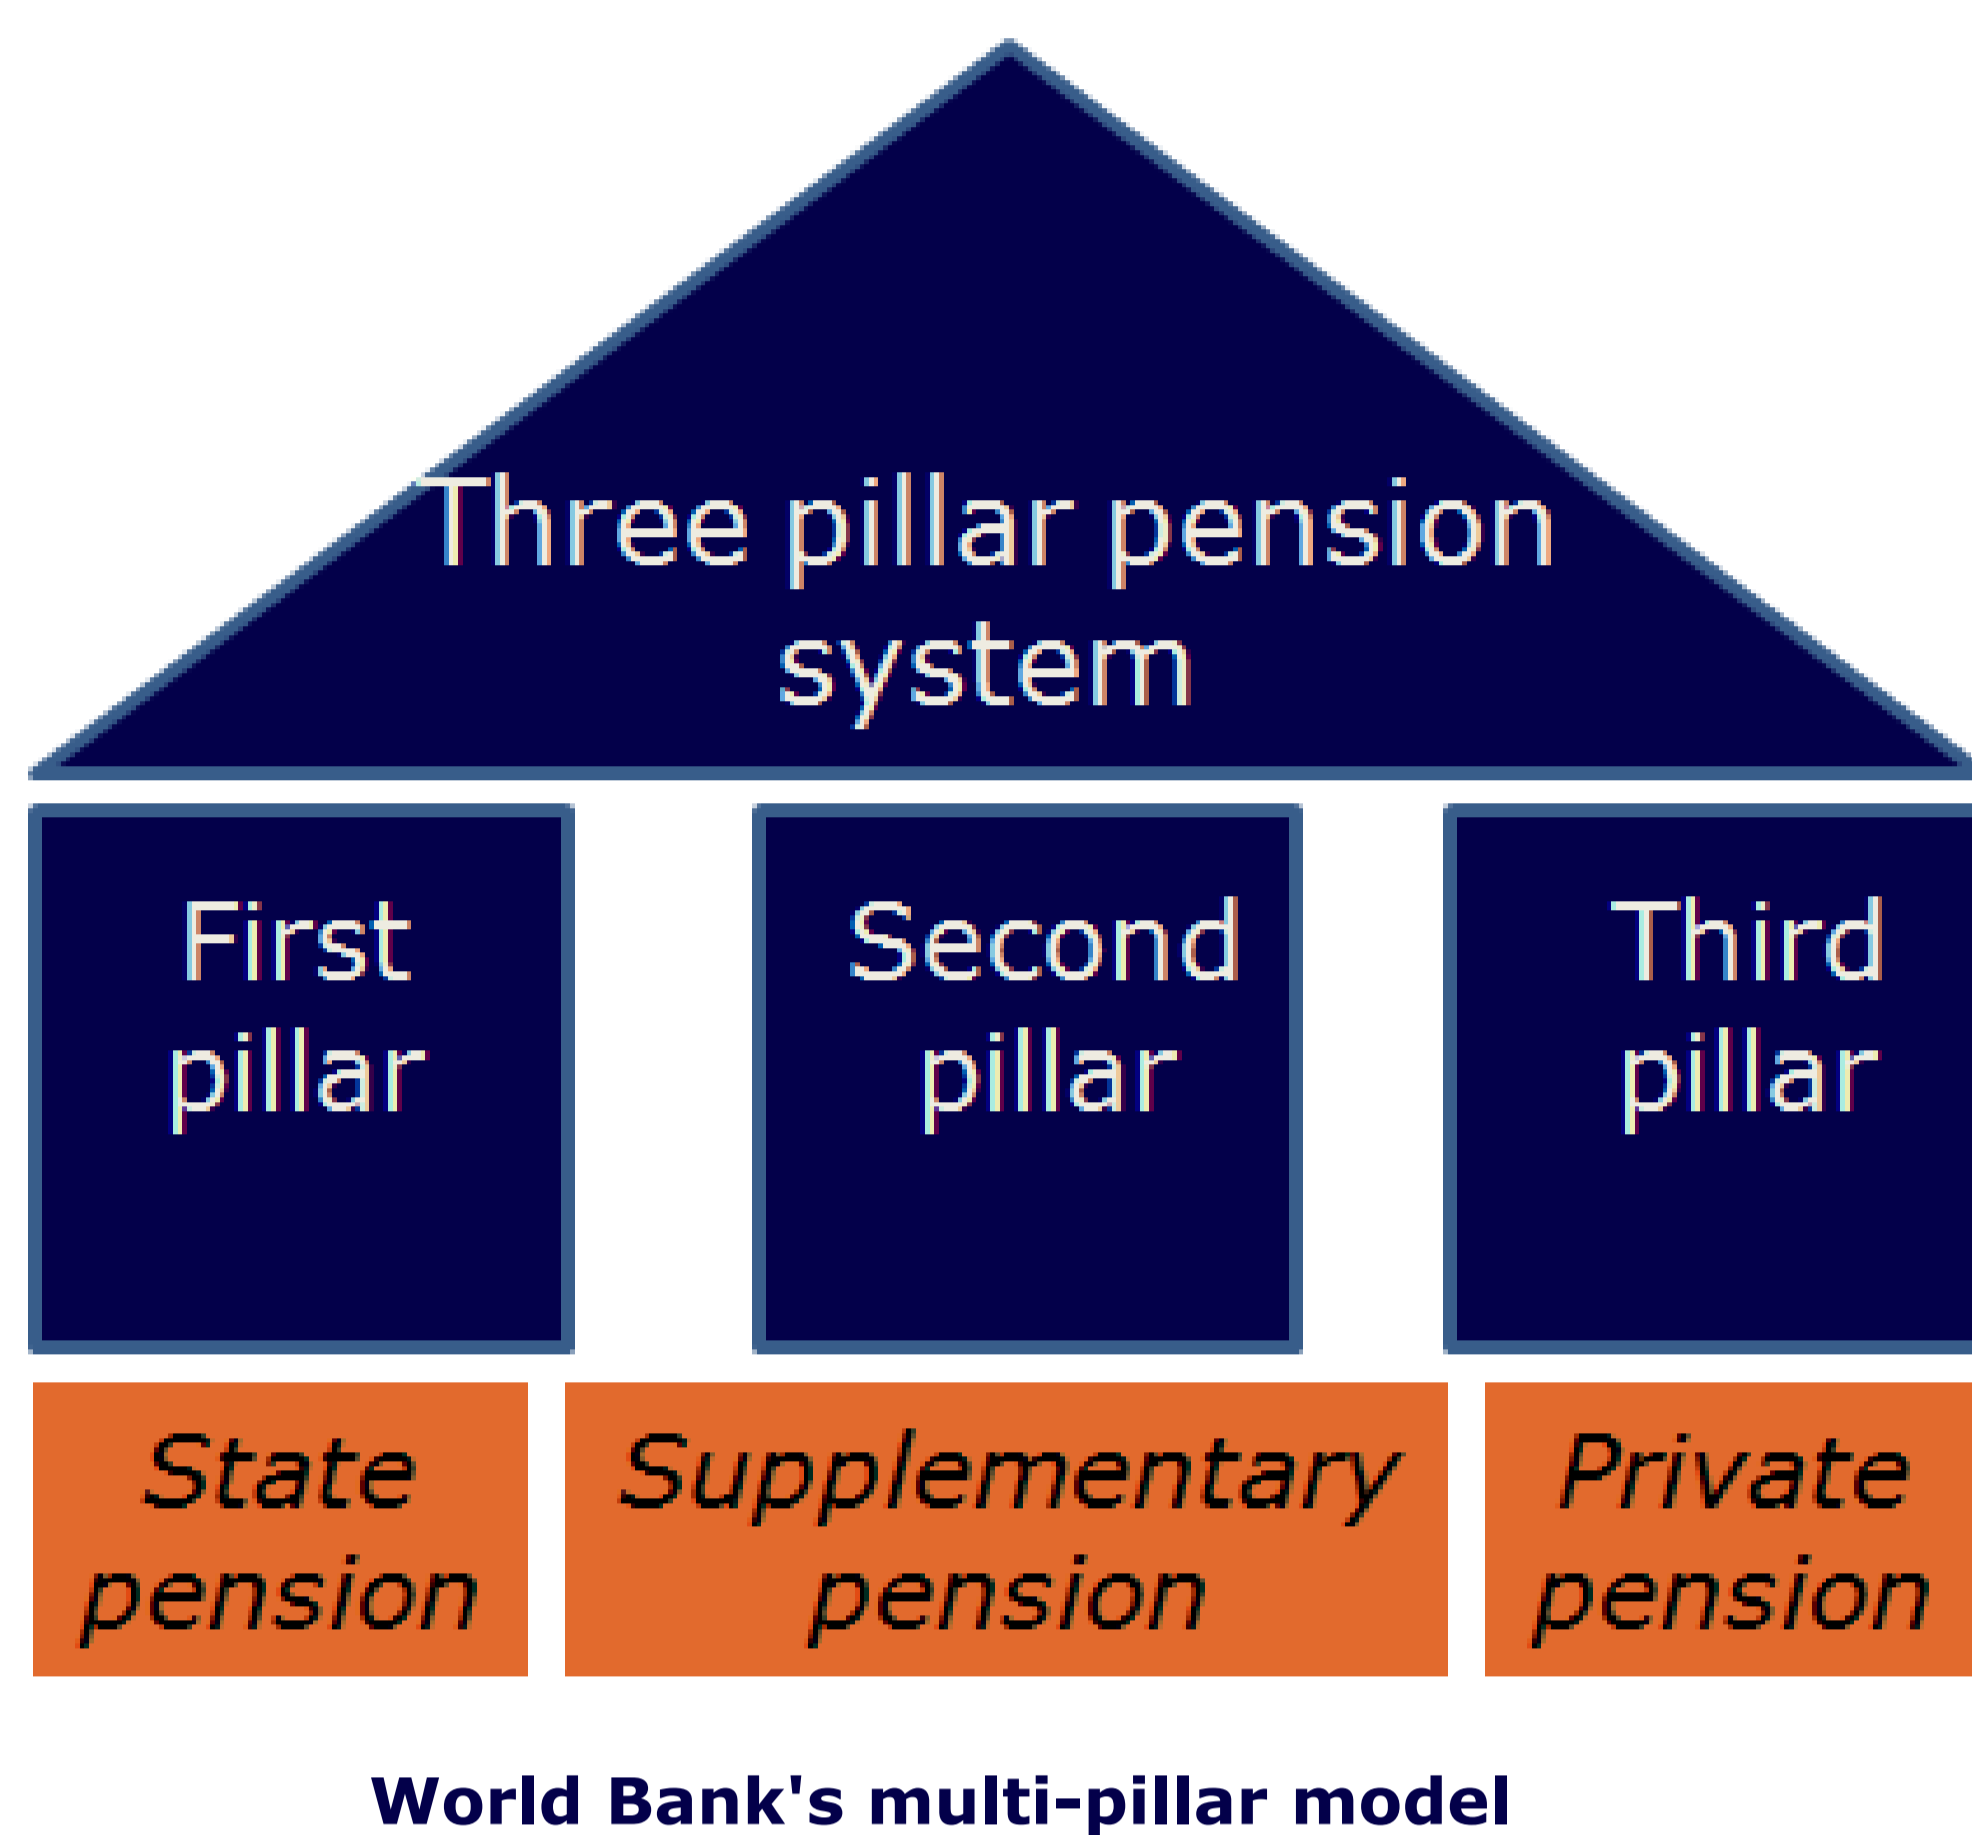 Three pillar pension
system
First
pillar
Second
pillar
Third
pillar
State
pension
Supplementary
pension
Private
pension
World Bank's multi-pillar model